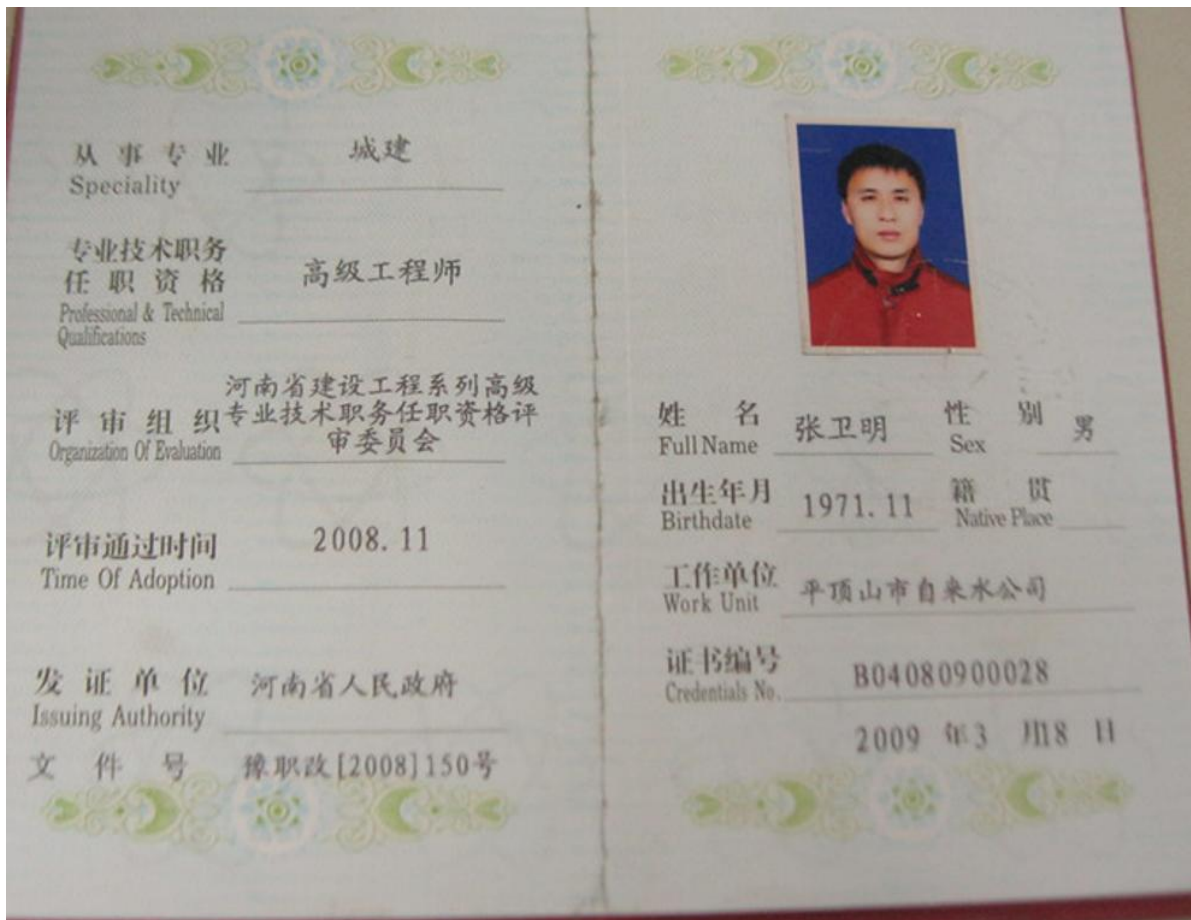 从事专业 城建
Speciality
专业技术职务
任职资格 高级工程师
Professional & Technical
Qualifications
河南省建设工程系列高级
评审组织 专业技术职务任职资格评
审委员会
Organization Of Evaluation
评审通过时间 2008.11
Time Of Adoption
发证单位 河南省人民政府
Issuing Authority
文件号 豫职改[2008]150号
姓名 张卫明 性别 男
Full Name Sex
出生年月 1971.11 籍贯
Birthdate Native Place
工作单位 平顶山市自来水公司
Work Unit
证书编号 B04080900028
Credentials No.
2009 年3 月18 日